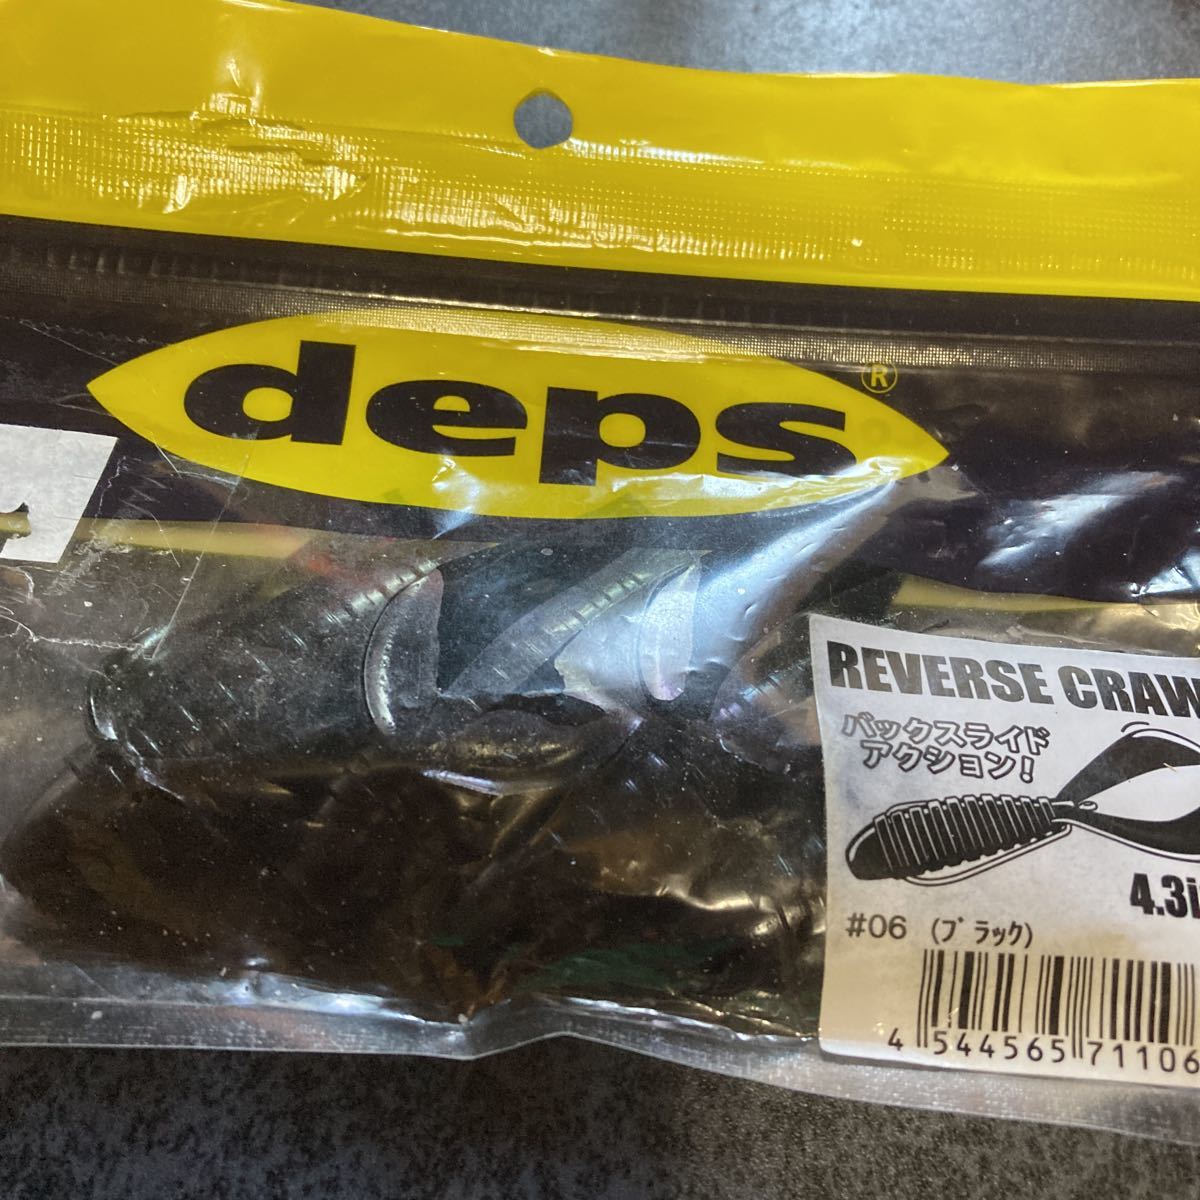 deps
®
REVERSE CRAW
バックスライド
アクション!
4.3i
#06 (ﾌﾞﾗｯｸ)
4 544565 71106